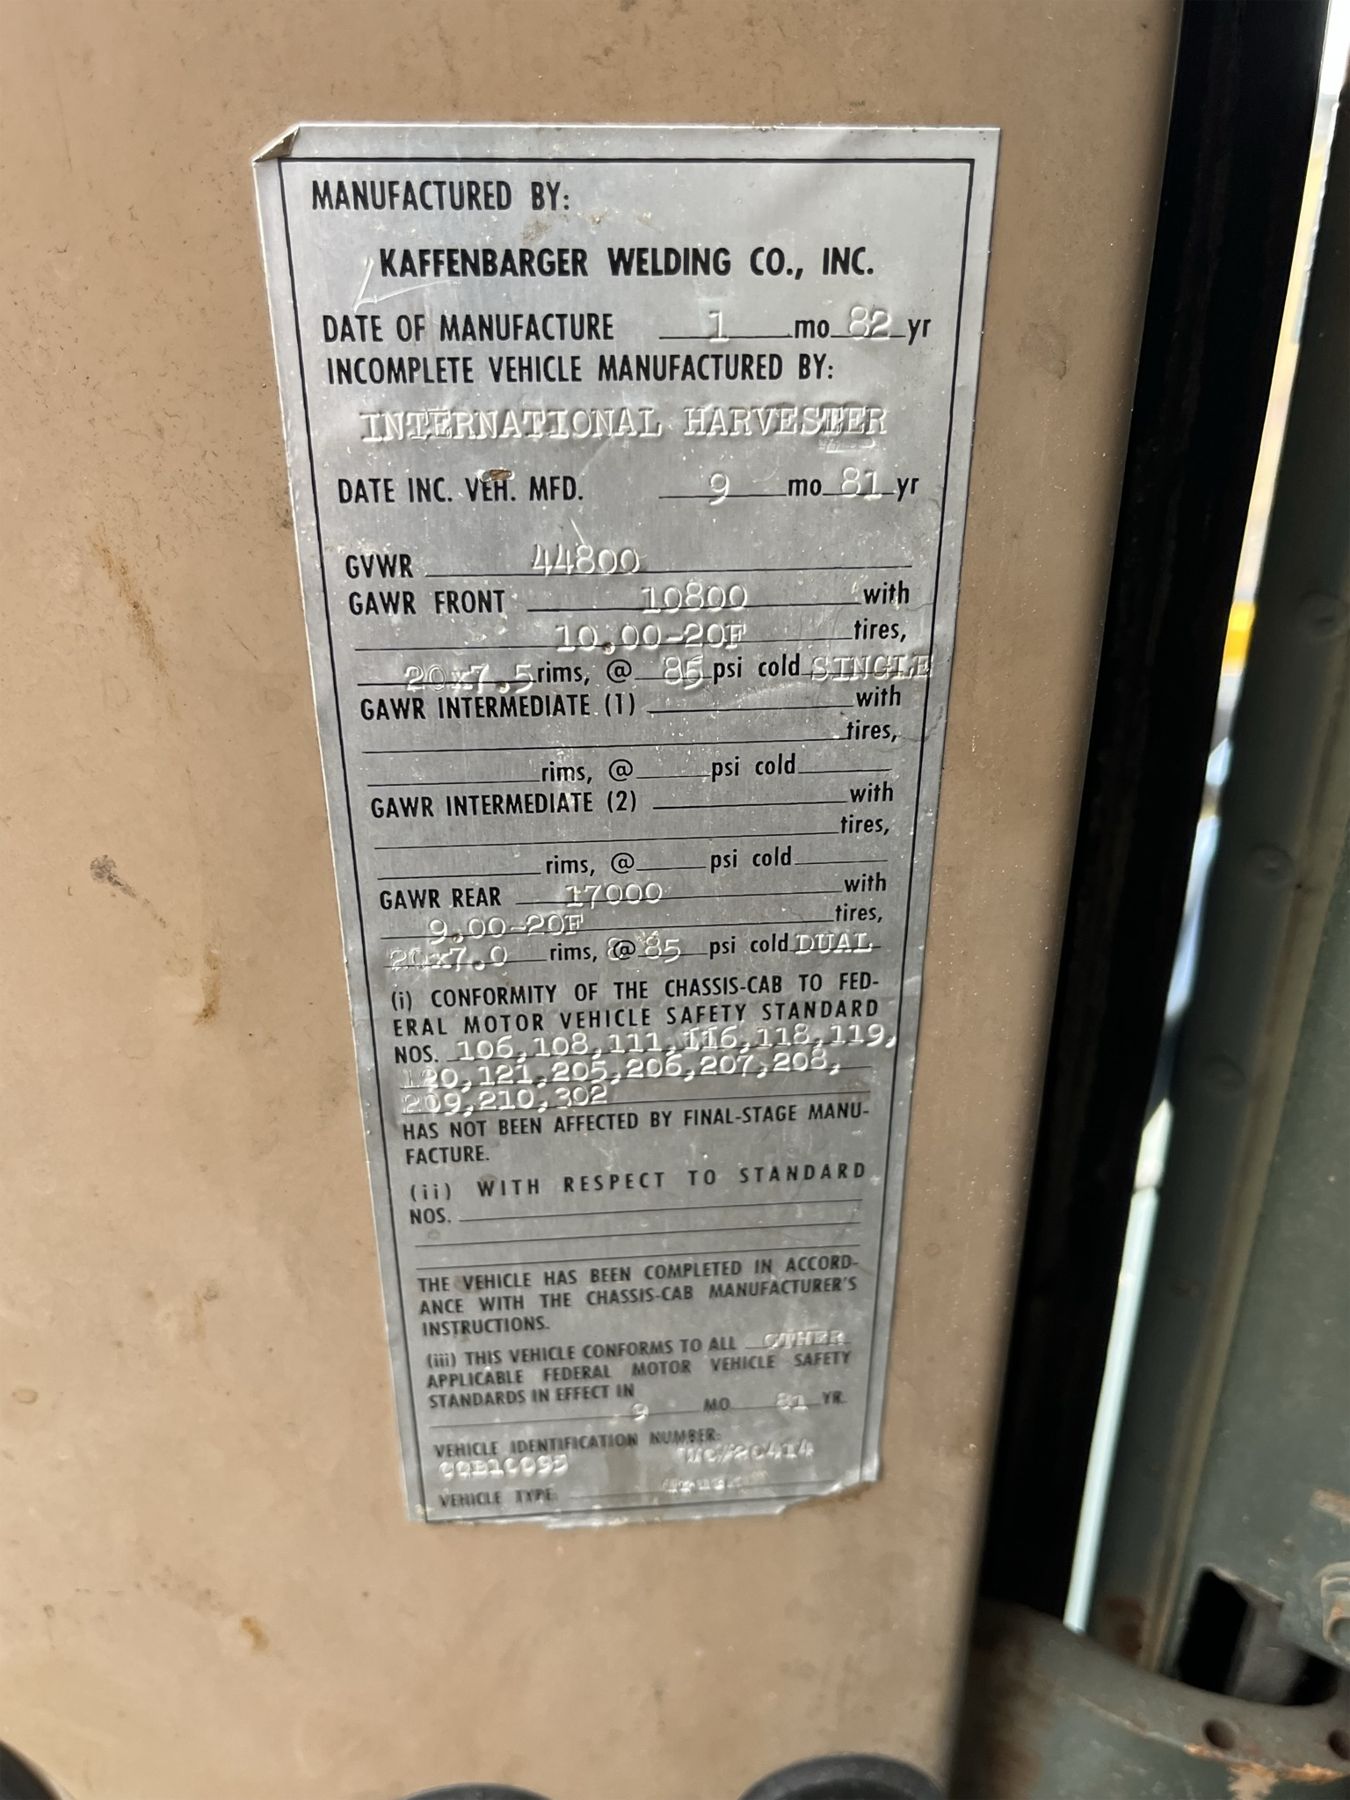 MANUFACTURED BY:
KAFFENBARGER WELDING CO., INC.
DATE OF MANUFACTURE 1 mo 82 yr
INCOMPLETE VEHICLE MANUFACTURED BY:
INTERNATIONAL HARVESTER
DATE INC. VEH. MFD. 9 mo 81 yr
GVWR 44800
GAWR FRONT 10800 with
10.00-20F tires,
20x7.5 rims, @ 85 psi cold SINGLE
GAWR INTERMEDIATE (1) with
tires,
rims, @ psi cold
GAWR INTERMEDIATE (2) with
tires,
rims, @ psi cold
GAWR REAR 17000 with
9.00-20F tires,
20x7.0 rims, @ 85 psi cold DUAL
(i) CONFORMITY OF THE CHASSIS-CAB TO FED-
ERAL MOTOR VEHICLE SAFETY STANDARD
NOS. 106,108,111,116,118,119,
120,121,205,206,207,208,
209,210,302
HAS NOT BEEN AFFECTED BY FINAL-STAGE MANU-
FACTURE.
(ii) WITH RESPECT TO STANDARD
NOS.
THE VEHICLE HAS BEEN COMPLETED IN ACCORD-
ANCE WITH THE CHASSIS-CAB MANUFACTURER'S
INSTRUCTIONS.
(iii) THIS VEHICLE CONFORMS TO ALL OTHER
APPLICABLE FEDERAL MOTOR VEHICLE SAFETY
STANDARDS IN EFFECT IN
9 MO. 81 YR.
VEHICLE IDENTIFICATION NUMBER:
VEHICLE TYPE: